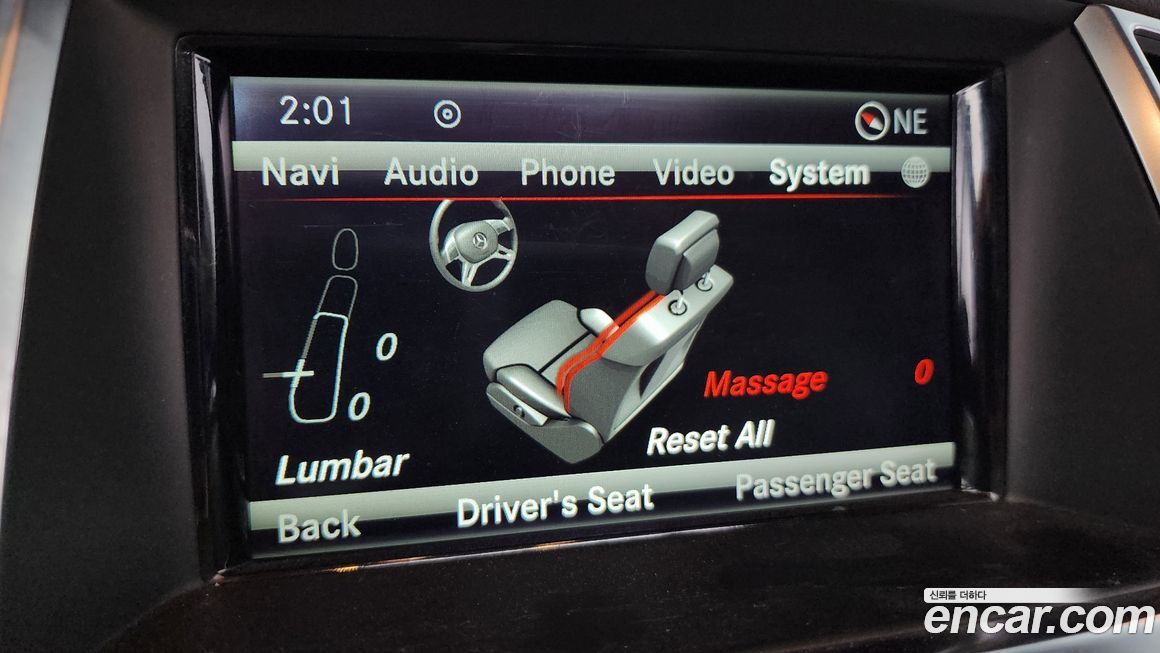 2:01 NE
Navi Audio Phone Video System
0
0
Massage 0
Reset All
Lumbar
Back Driver's Seat Passenger Seat
신뢰를 더하다
encar.com